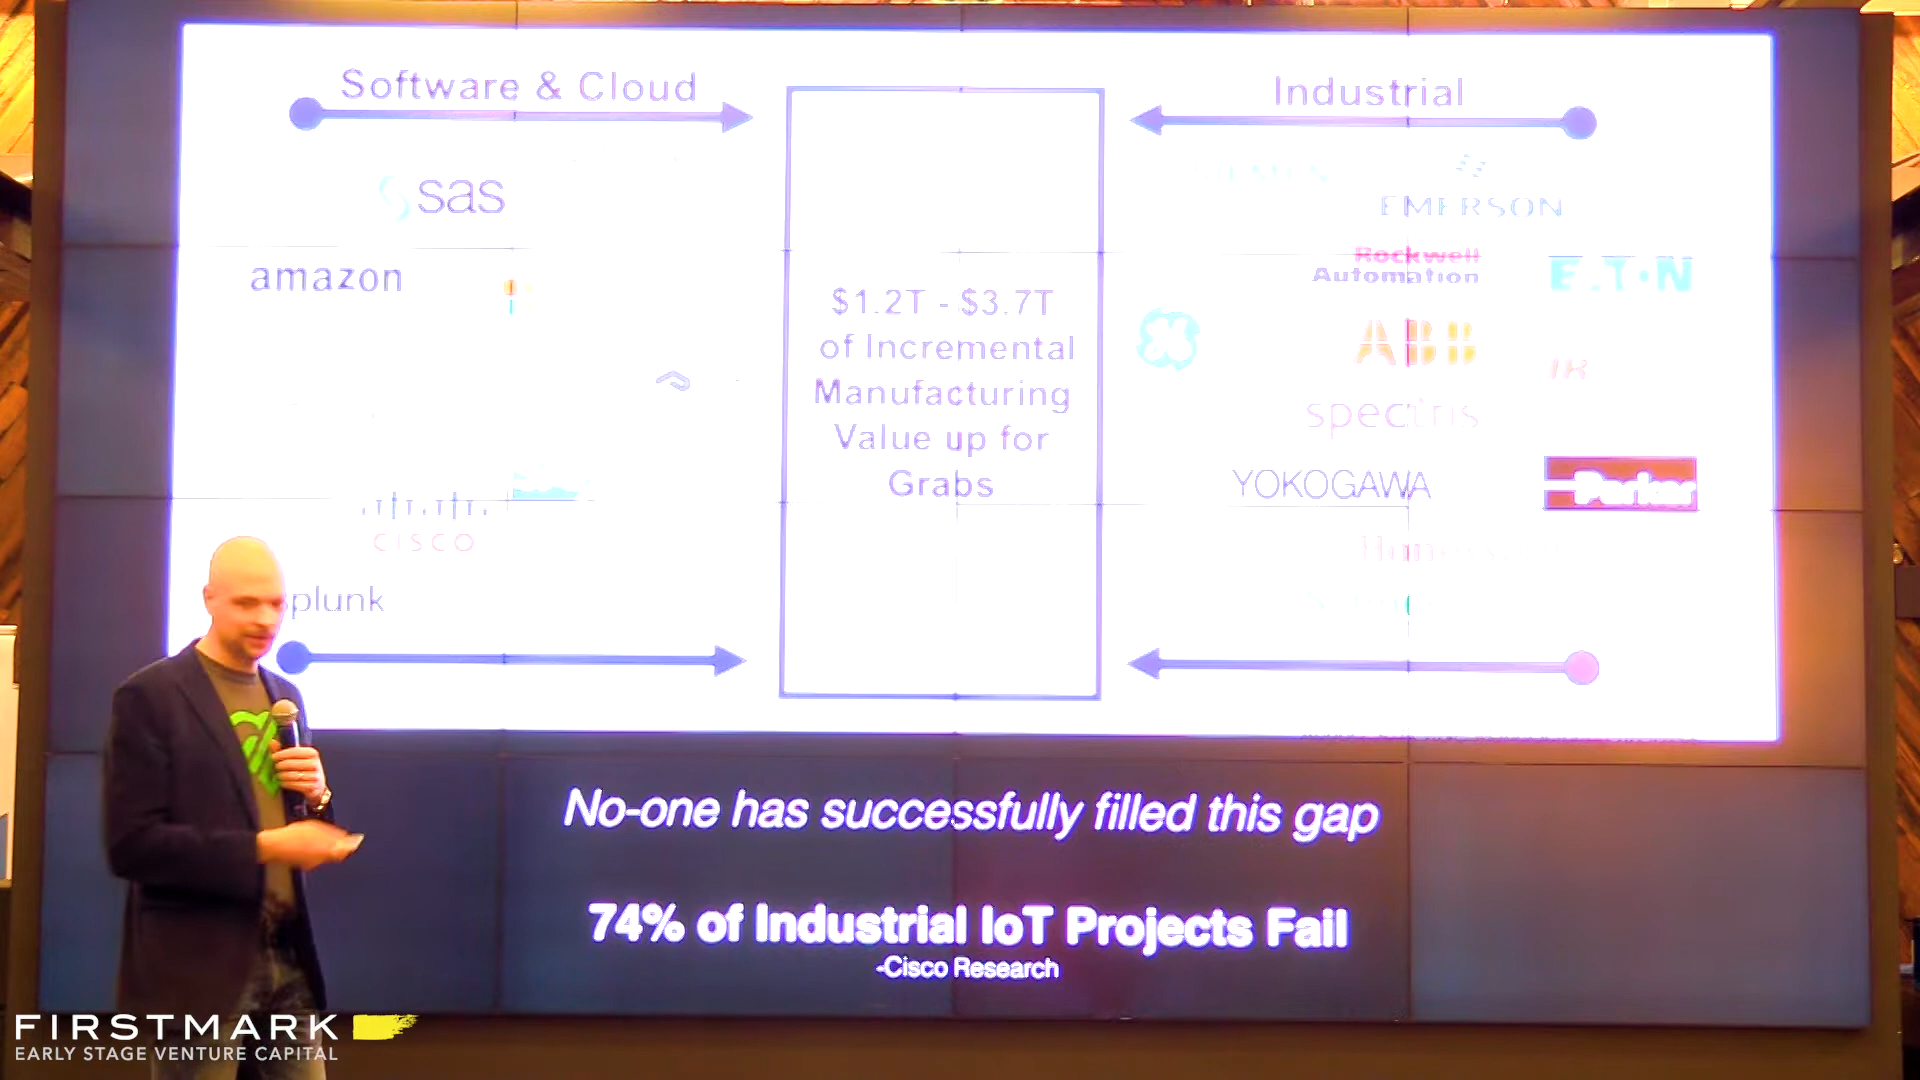 Software & Cloud
Industrial
sas
EMERSON
amazon
Rockwell
Automation
$1.2T - $3.7T
of Incremental
Manufacturing
Value up for
Grabs
ABB
spectris
YOKOGAWA
Parker
CISCO
splunk
No-one has successfully filled this gap
74% of Industrial IoT Projects Fail
-Cisco Research
FIRSTMARK
EARLY STAGE VENTURE CAPITAL